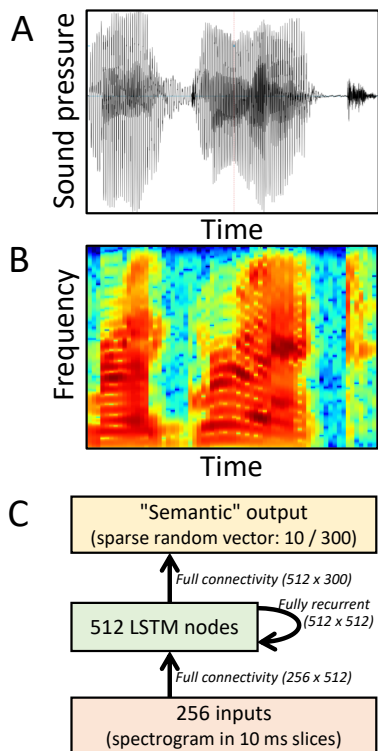 A
Sound pressure
Time
B
Frequency
Time
C
"Semantic" output
(sparse random vector: 10 / 300)
Full connectivity (512 x 300)
Fully recurrent
(512 x 512)
512 LSTM nodes
Full connectivity (256 x 512)
256 inputs
(spectrogram in 10 ms slices)